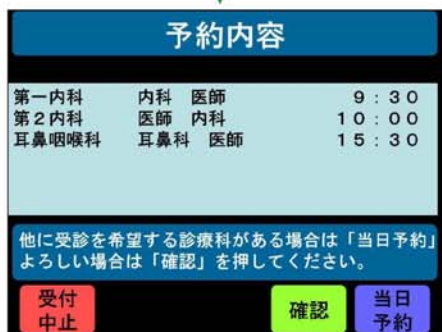 予約内容
第一内科 内科 医師 9:30
第2内科 医師 内科 10:00
耳鼻咽喉科 耳鼻科 医師 15:30
他に受診を希望する診療科がある場合は「当日予約」
よろしい場合は「確認」を押してください。
受付
中止
確認
当日
予約